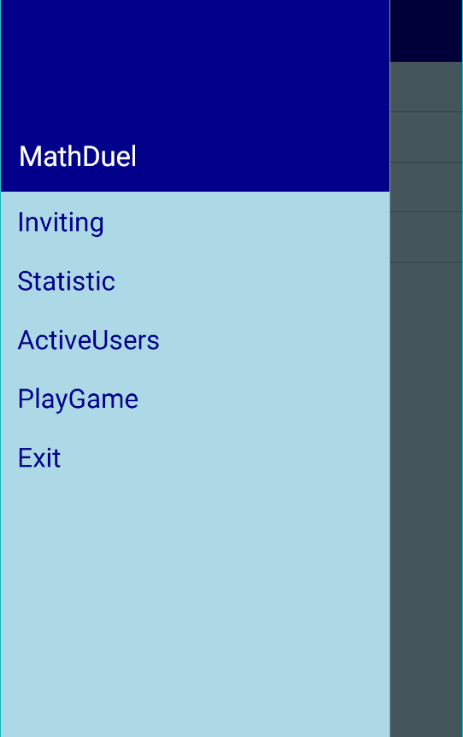 MathDuel
Inviting
Statistic
ActiveUsers
PlayGame
Exit